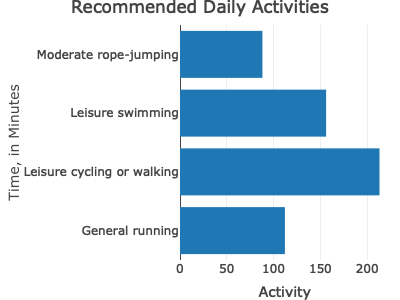 Recommended Daily Activities
Time, in Minutes
Moderate rope-jumping
Leisure swimming
Leisure cycling or walking
General running
0 50 100 150 200
Activity